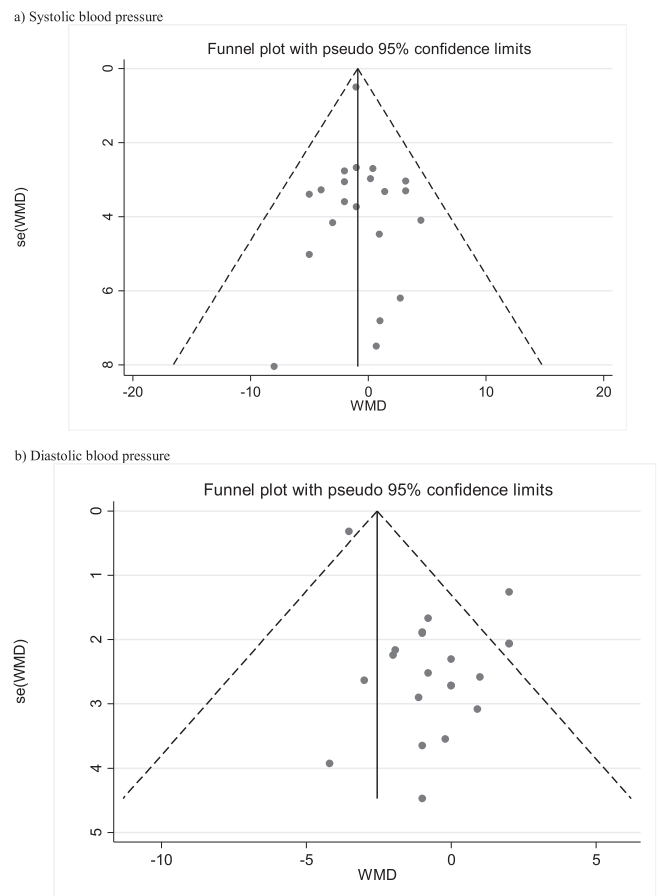 a) Systolic blood pressure
Funnel plot with pseudo 95% confidence limits
0
2
4
6
8
se(WMD)
-20 -10 0 10 20
WMD
b) Diastolic blood pressure
Funnel plot with pseudo 95% confidence limits
0
1
2
3
4
5
se(WMD)
-10 -5 0 5
WMD